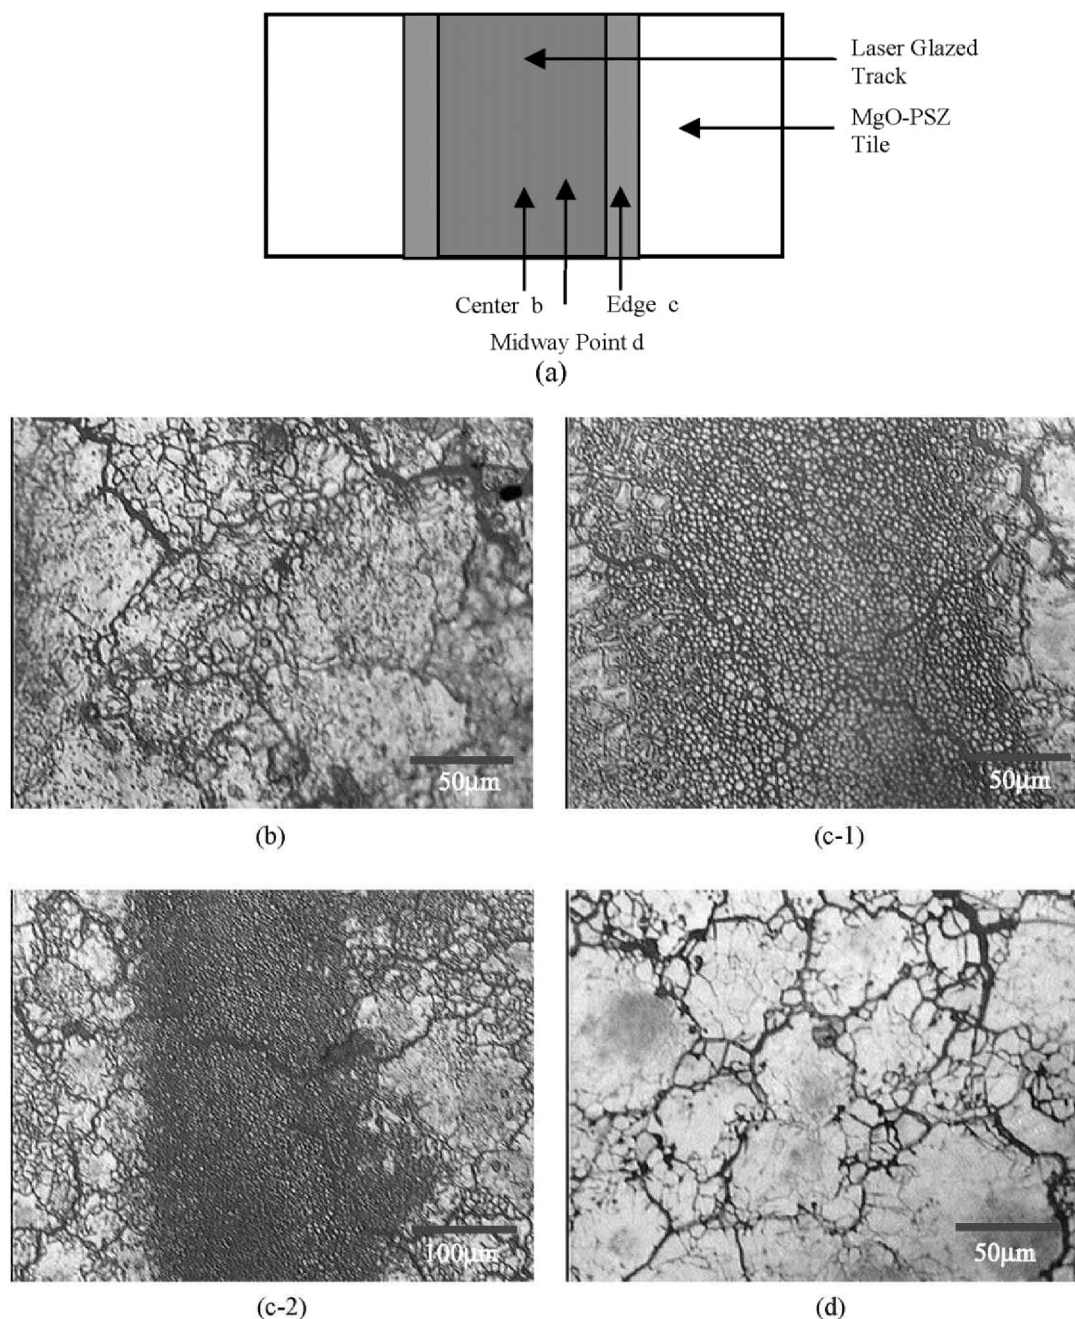 Laser Glazed
Track
MgO-PSZ
Tile
Center b
Edge c
Midway Point d
(a)
50μm
50μm
(b)
(c-1)
100μm
50μm
(c-2)
(d)